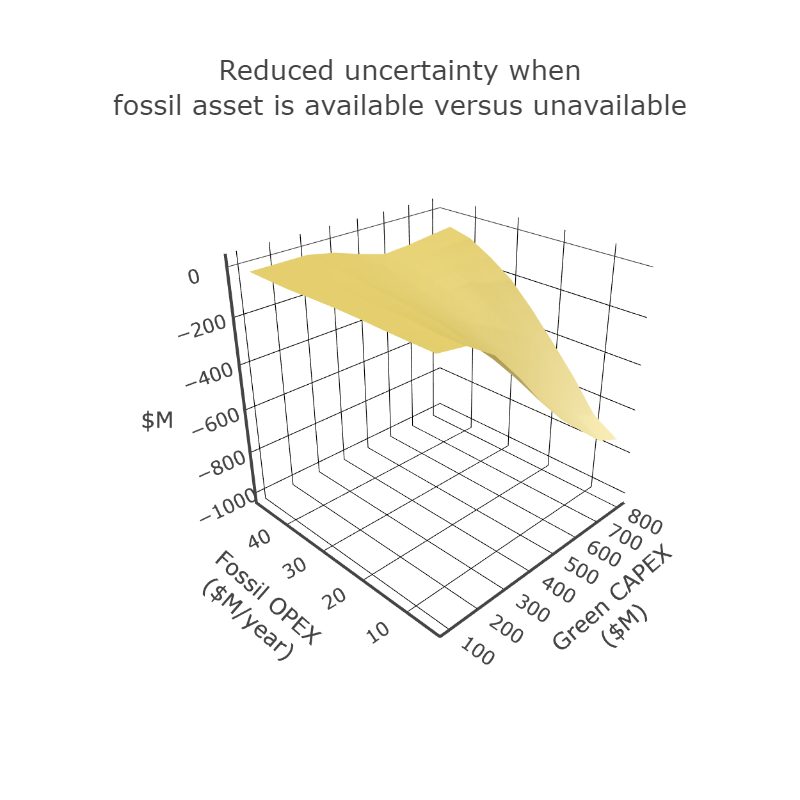 Reduced uncertainty when
fossil asset is available versus unavailable
0
−200
−400
−600
−800
−1000
$M
40
30
20
10
Fossil OPEX
($M/year)
100
200
300
400
500
600
700
800
Green CAPEX
($M)